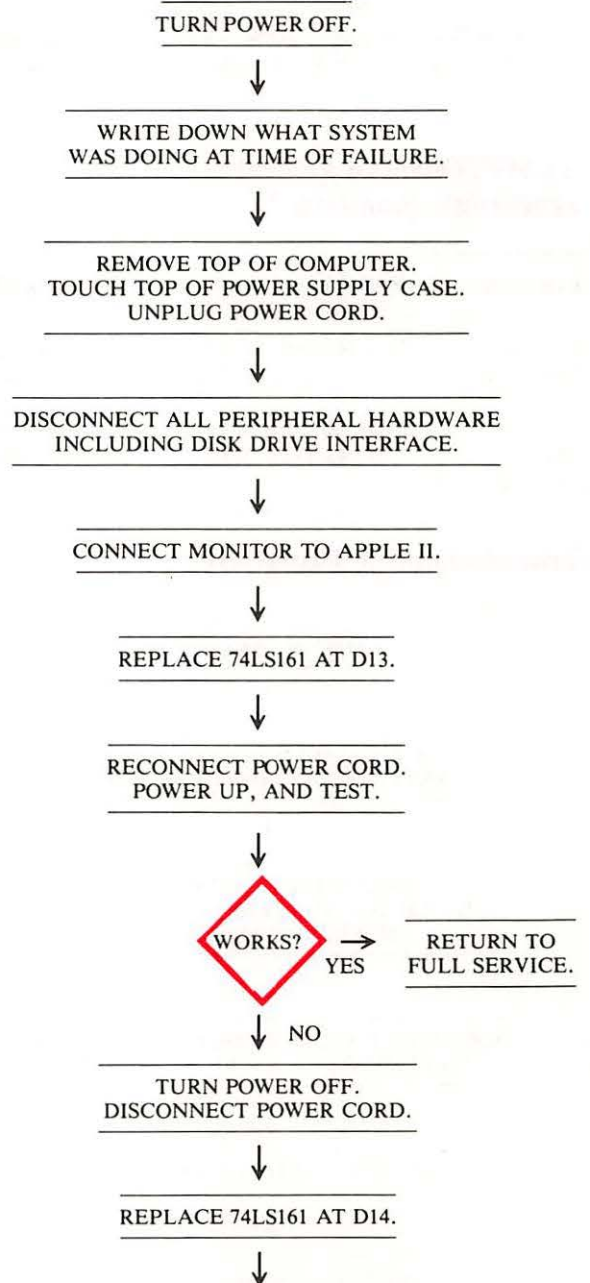 TURN POWER OFF.
WRITE DOWN WHAT SYSTEM
WAS DOING AT TIME OF FAILURE.
REMOVE TOP OF COMPUTER.
TOUCH TOP OF POWER SUPPLY CASE.
UNPLUG POWER CORD.
DISCONNECT ALL PERIPHERAL HARDWARE
INCLUDING DISK DRIVE INTERFACE.
CONNECT MONITOR TO APPLE II.
REPLACE 74LS161 AT D13.
RECONNECT POWER CORD.
POWER UP, AND TEST.
WORKS?
YES
RETURN TO
FULL SERVICE.
NO
TURN POWER OFF.
DISCONNECT POWER CORD.
REPLACE 74LS161 AT D14.